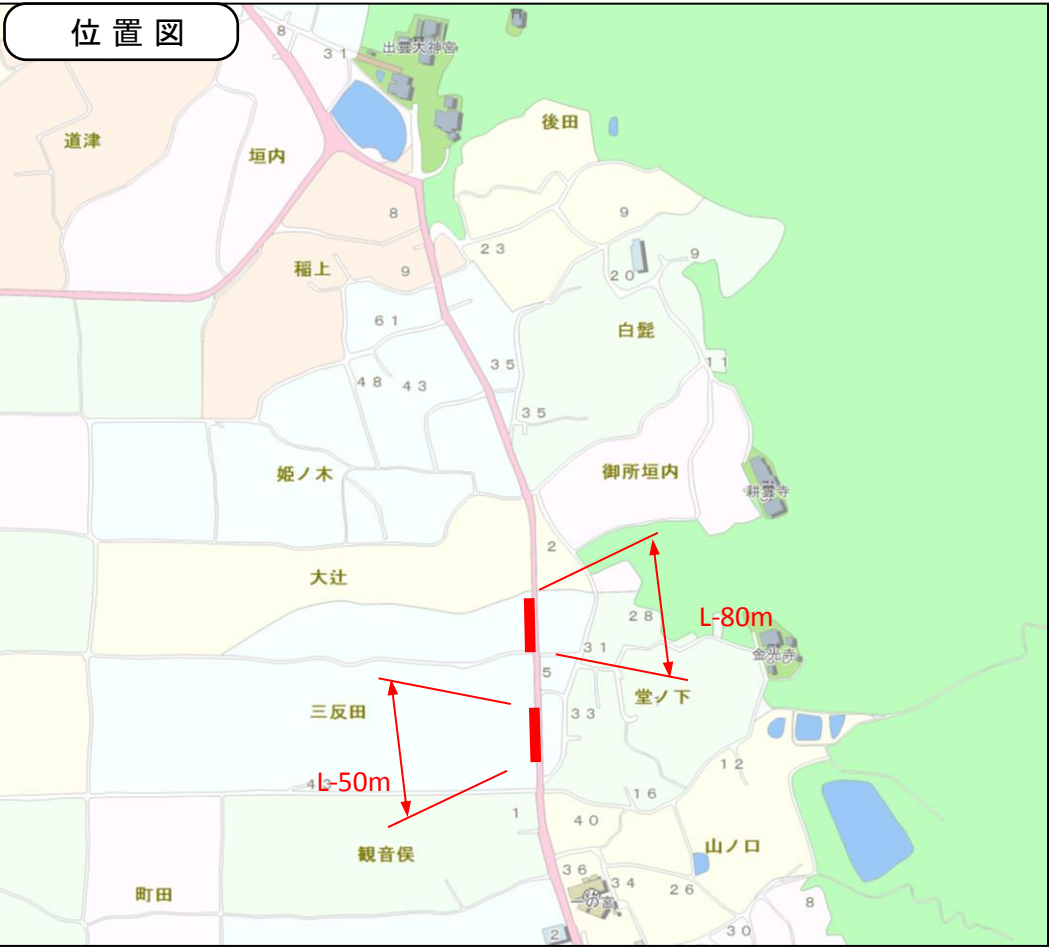 位置図
8
31
出雲大神宮
道津
垣内
後田
8
9
23
稲上
9
20
9
61
白髭
35
11
48
43
35
姫ノ木
御所垣内
耕雲寺
2
大辻
28
L-80m
31
金光寺
5
堂ノ下
三反田
33
12
43
L-50m
16
1
40
山ノ口
観音俣
36
34
26
町田
一の宮
8
2
30